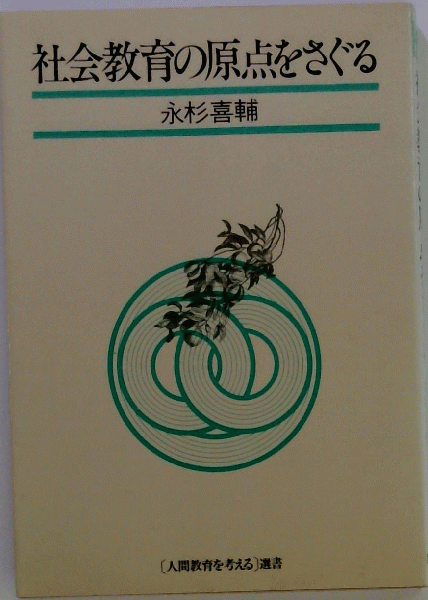 社会教育の原点をさぐる
永杉喜輔
〔人間教育を考える〕選書